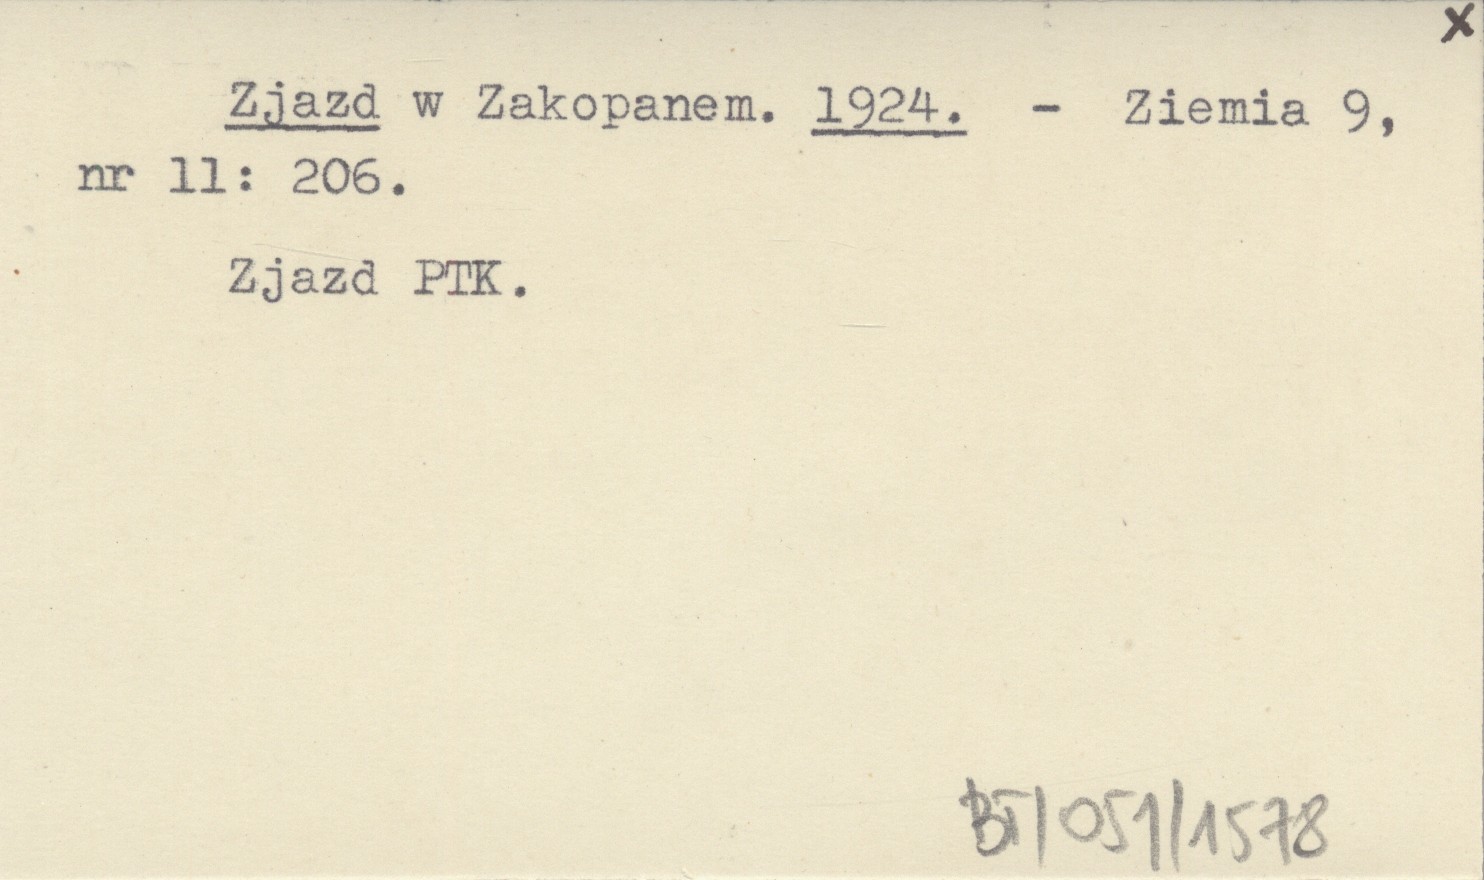 x
Zjazd w Zakopanem. 1924. - Ziemia 9,
nr 11: 206.
Zjazd PTK.
BT/051/1578